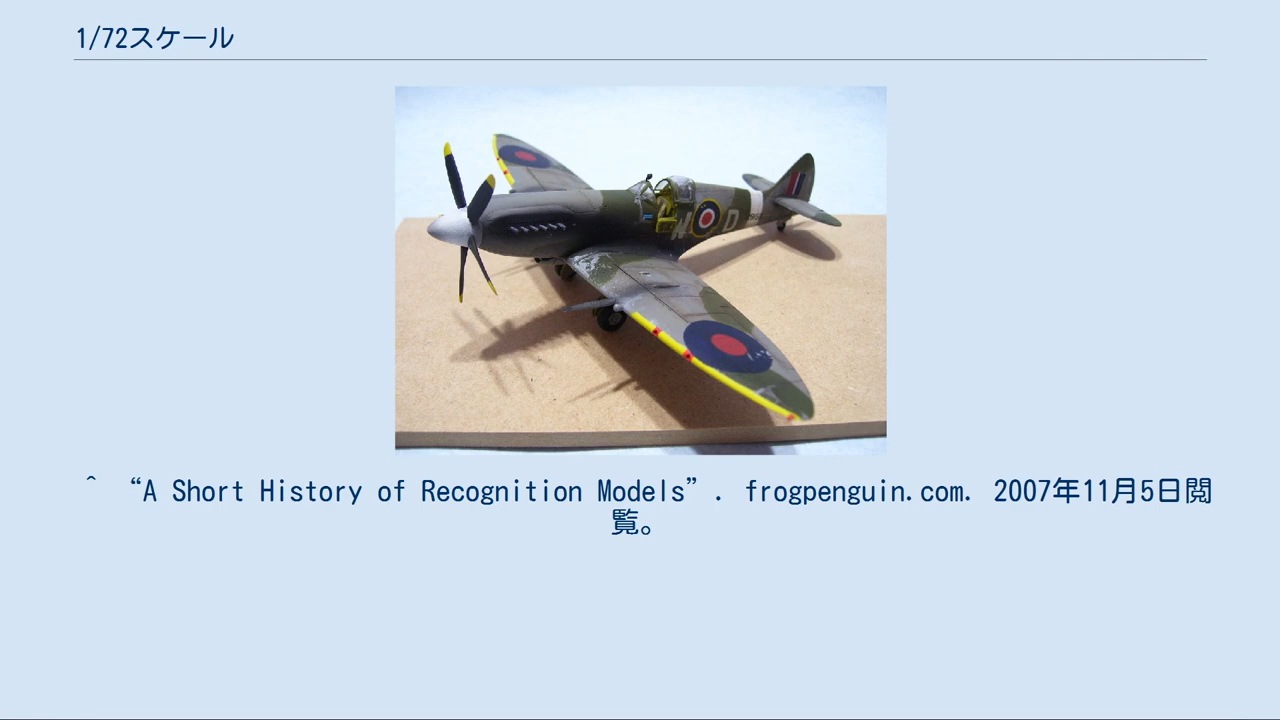 1/72スケール
D
^ “A Short History of Recognition Models”. frogpenguin.com. 2007年11月5日閲
覧。